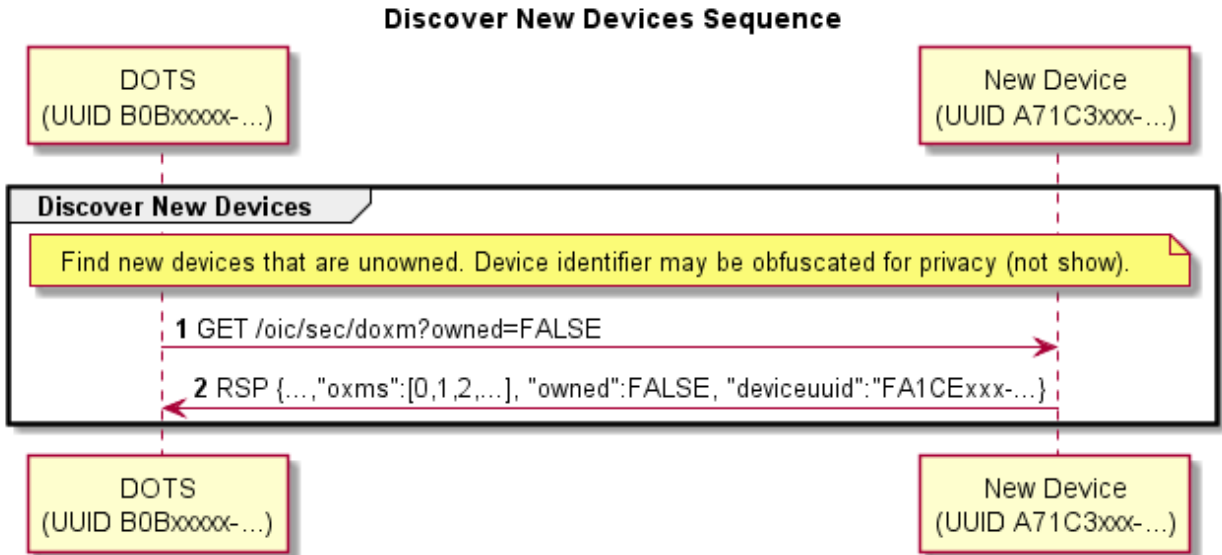 Discover New Devices Sequence
DOTS
(UUID B0Bxxxxx-...)
New Device
(UUID A71C3xxx-...)
Discover New Devices
Find new devices that are unowned. Device identifier may be obfuscated for privacy (not show).
1 GET /oic/sec/doxm?owned=FALSE
2 RSP {...,"oxms":[0,1,2,...], "owned":FALSE, "deviceuuid":"FA1CExxx-...}
DOTS
(UUID B0Bxxxxx-...)
New Device
(UUID A71C3xxx-...)